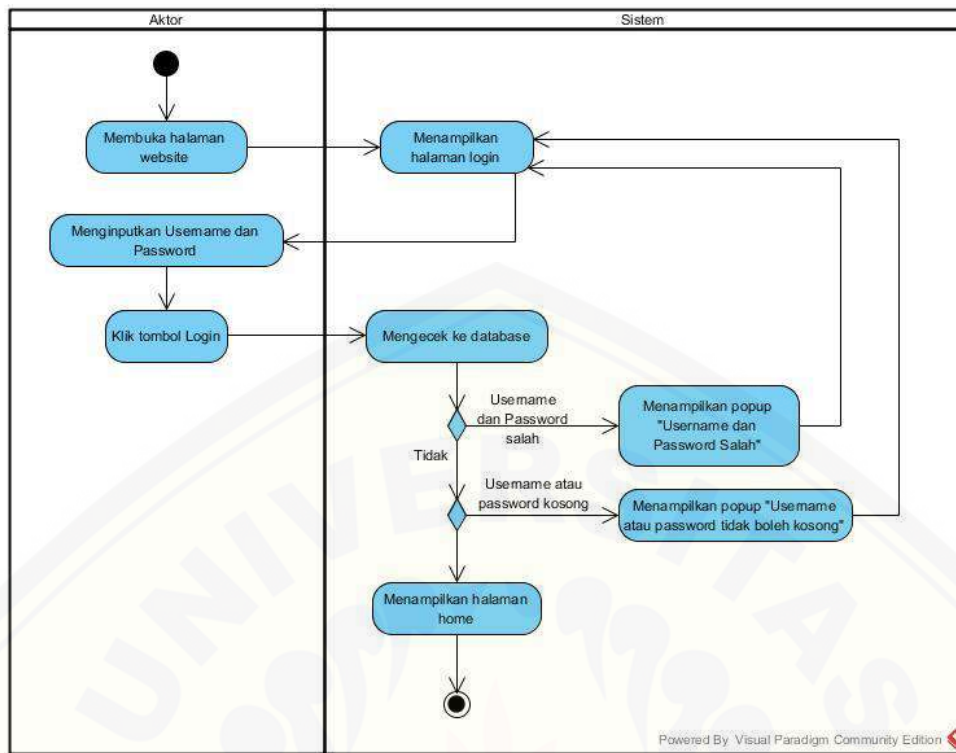 Aktor
Sistem
Membuka halaman
website
Menampilkan
halaman login
Menginputkan Username dan
Password
Klik tombol Login
Mengecek ke database
Username
dan Password
salah
Menampilkan popup
"Username dan
Password Salah"
Tidak
Username atau
password kosong
Menampilkan popup "Username
atau password tidak boleh kosong"
Menampilkan halaman
home
UNIVERSITAS
Powered By Visual Paradigm Community Edition